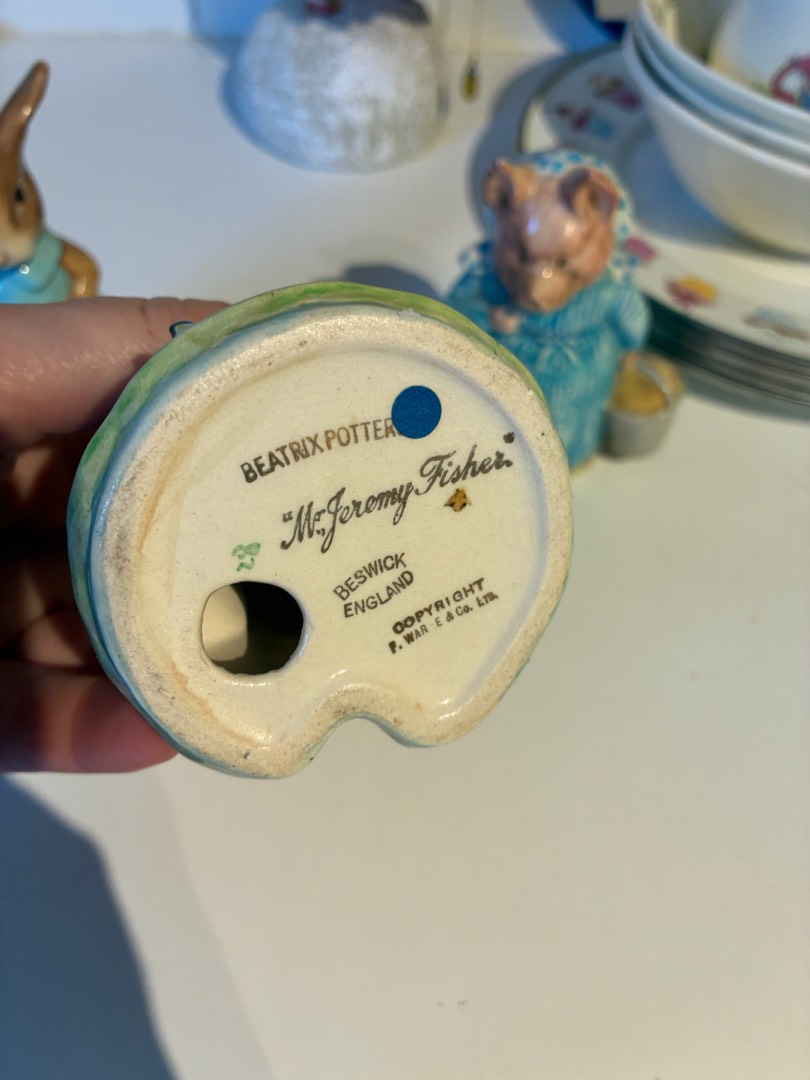 BEATRIX POTTER
"Mr. Jeremy Fisher."
BESWICK
ENGLAND
COPYRIGHT
F. WAR E & Co. Ltd.